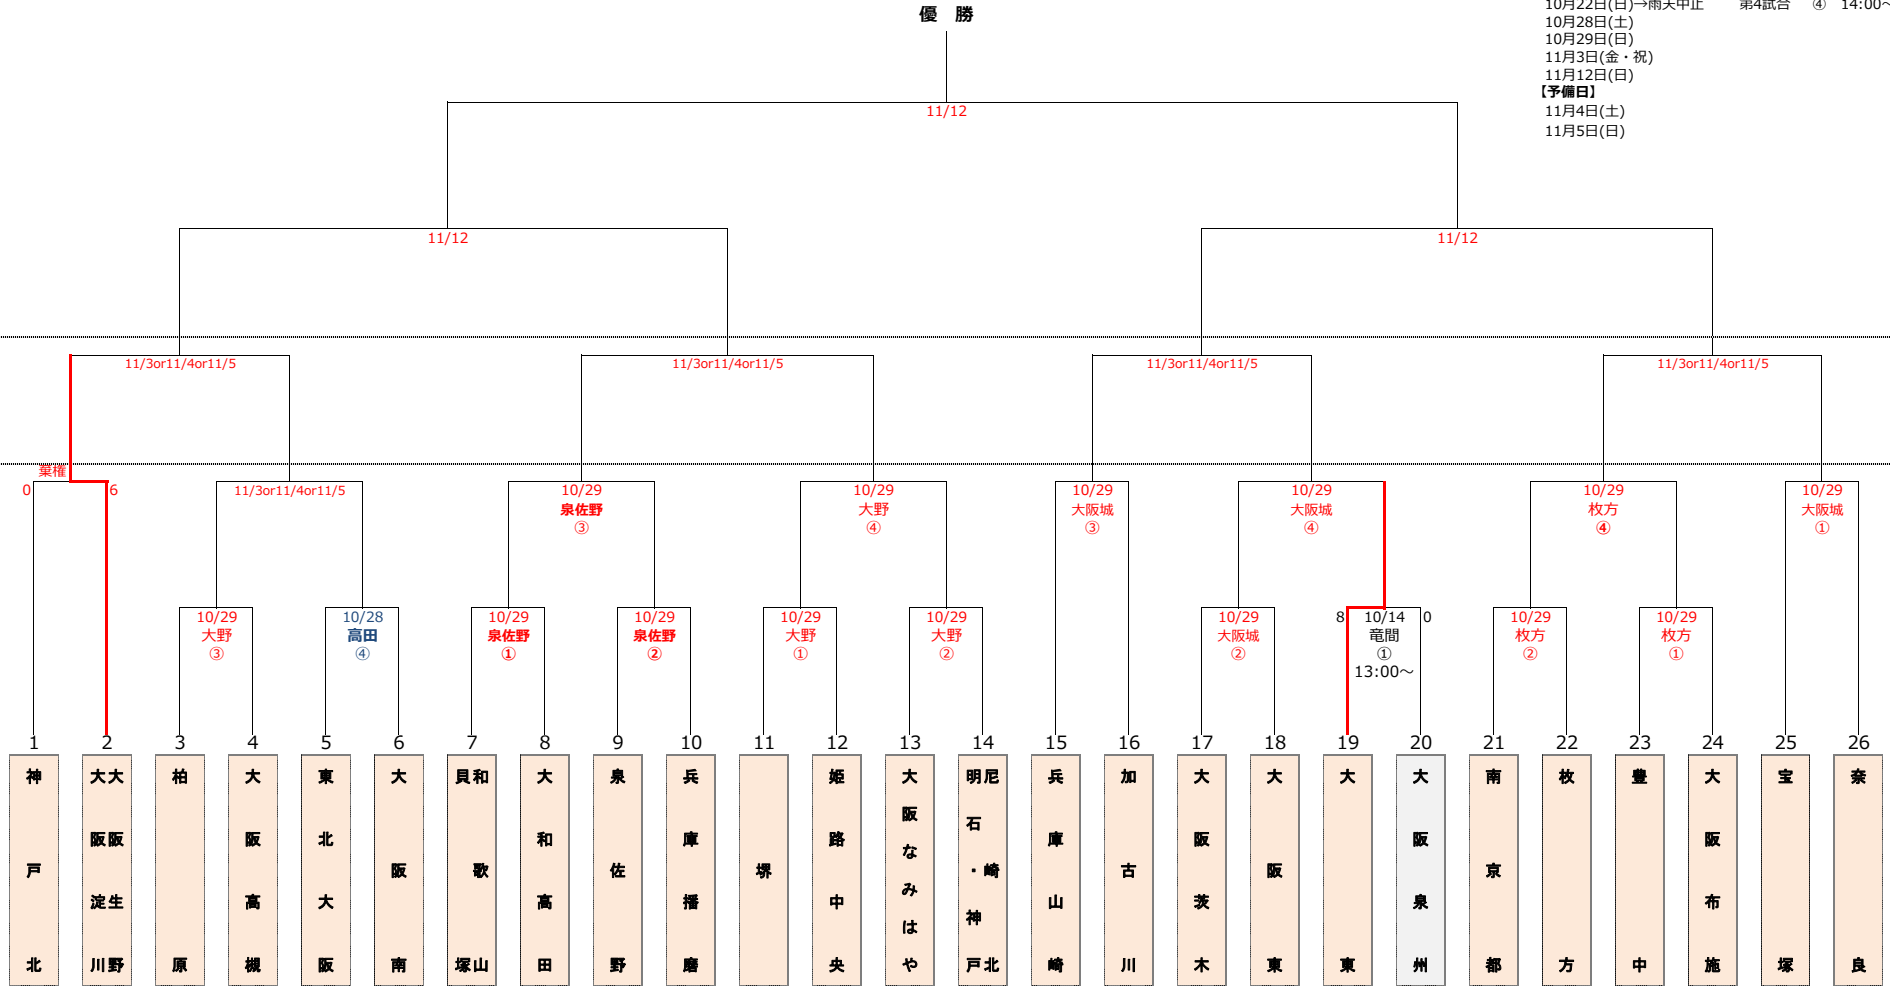 優 勝
10月22日(日)→雨天中止 第4試合 ④ 14:00～
10月28日(土)
10月29日(日)
11月3日(金・祝)
11月12日(日)
【予備日】
11月4日(土)
11月5日(日)
11/12
11/12 11/12
11/3or11/4or11/5 11/3or11/4or11/5 11/3or11/4or11/5 11/3or11/4or11/5
棄権
0 6 11/3or11/4or11/5 10/29 10/29 10/29 10/29 10/29 10/29
泉佐野 大野 大阪城 大阪城 枚方 大阪城
③ ④ ③ ④ ④ ①
10/29 10/28 10/29 10/29 10/29 10/29 10/29 8 10/14 0 10/29 10/29
大野 高田 泉佐野 泉佐野 大野 大野 大阪城 竜間 枚方 枚方
③ ④ ① ② ① ② ② ① ② ①
13:00～
1 2 3 4 5 6 7 8 9 10 11 12 13 14 15 16 17 18 19 20 21 22 23 24 25 26
神戸北
大阪淀川
大阪生野
柏原
大阪高槻
東北大阪
大阪南
貝塚
和歌山
大和高田
泉佐野
兵庫播磨
堺
姫路中央
大阪なみはや
明石・神戸
尼崎北
兵庫山崎
加古川
大阪茨木
大阪東
大東
大阪泉州
南京都
枚方
豊中
大阪布施
宝塚
奈良